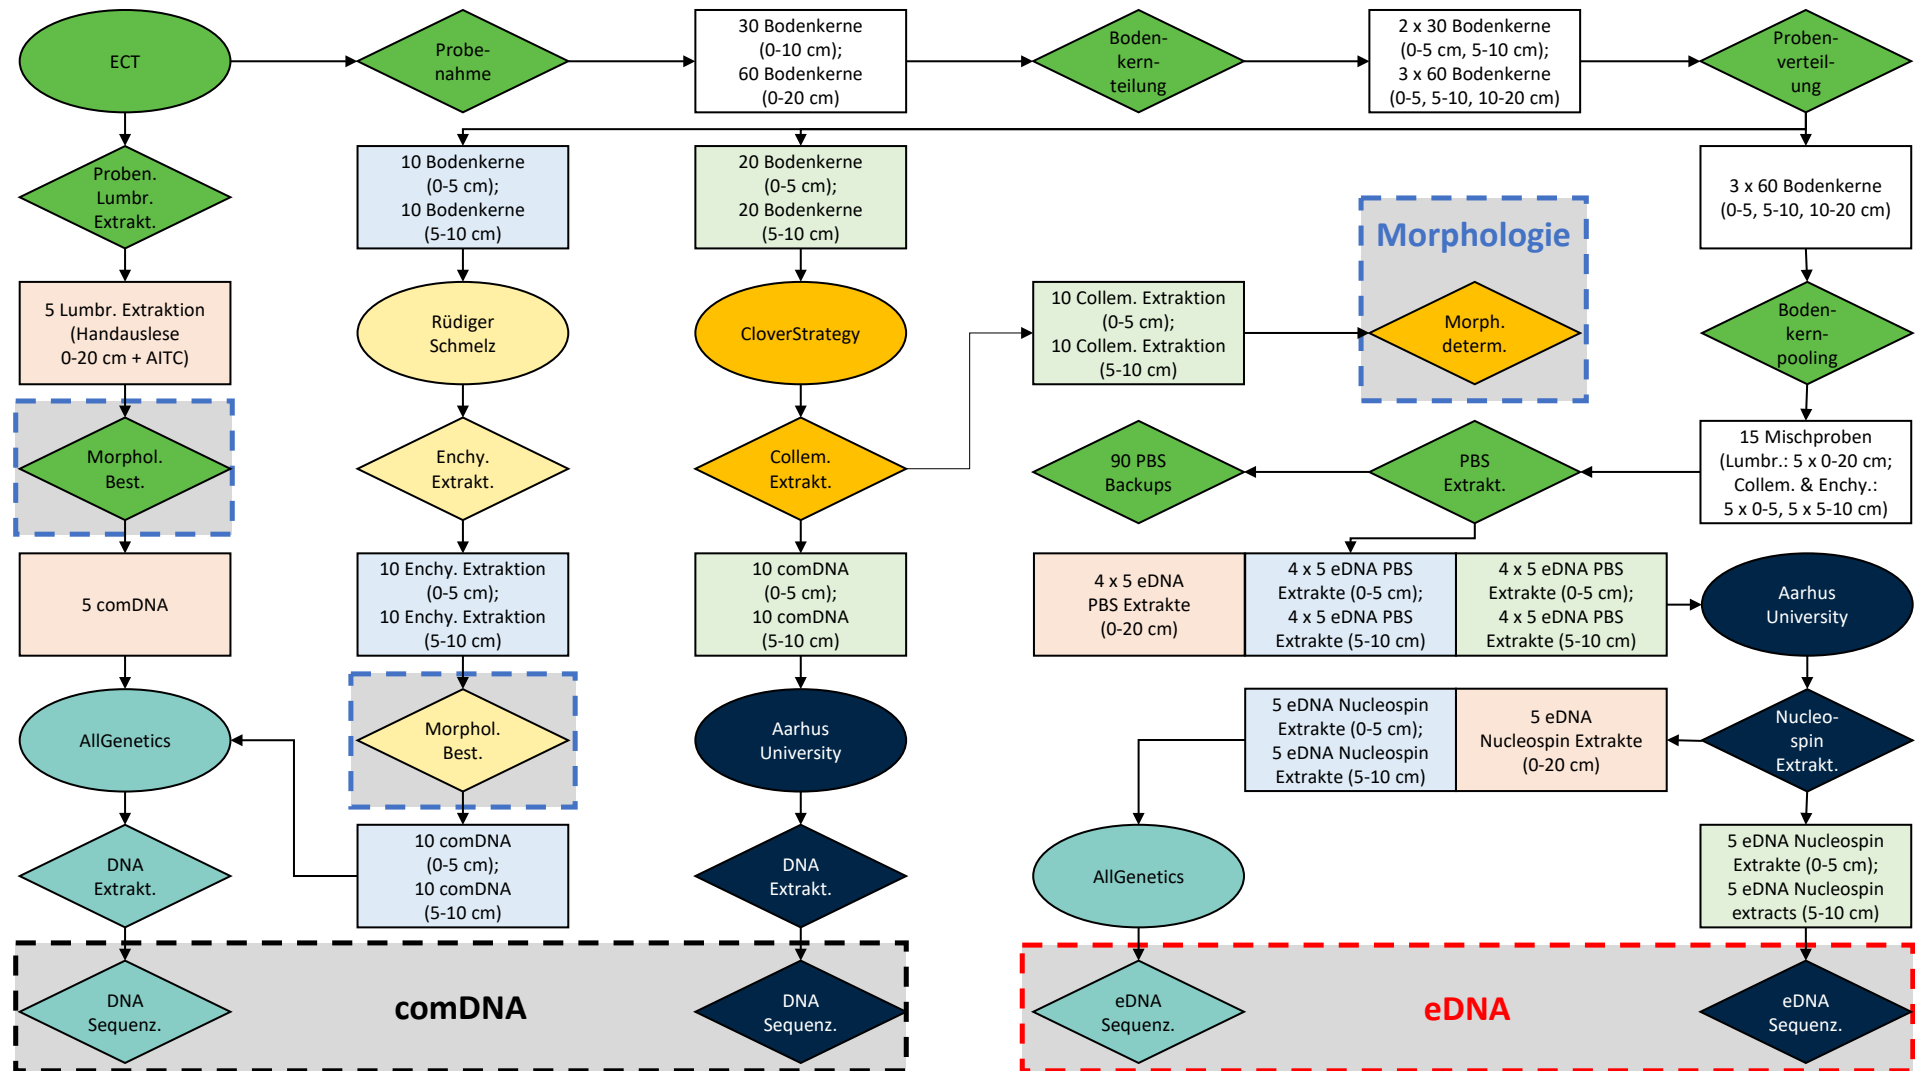 ECT
Probe-
nahme
30 Bodenkerne
(0-10 cm);
60 Bodenkerne
(0-20 cm)
Boden-
kern-
teilung
2 x 30 Bodenkerne
(0-5 cm, 5-10 cm);
3 x 60 Bodenkerne
(0-5, 5-10, 10-20 cm)
Proben-
verteil-
ung
Proben.
Lumbr.
Extrakt.
10 Bodenkerne
(0-5 cm);
10 Bodenkerne
(5-10 cm)
20 Bodenkerne
(0-5 cm);
20 Bodenkerne
(5-10 cm)
3 x 60 Bodenkerne
(0-5, 5-10, 10-20 cm)
Morphologie
5 Lumbr. Extraktion
(Handauslese
0-20 cm + AITC)
Rüdiger
Schmelz
CloverStrategy
10 Collem. Extraktion
(0-5 cm);
10 Collem. Extraktion
(5-10 cm)
Morph.
determ.
Boden-
kern-
pooling
Morphol.
Best.
Enchy.
Extrakt.
Collem.
Extrakt.
90 PBS
Backups
PBS
Extrakt.
15 Mischproben
(Lumbr.: 5 x 0-20 cm;
Collem. & Enchy.:
5 x 0-5, 5 x 5-10 cm)
5 comDNA
10 Enchy. Extraktion
(0-5 cm);
10 Enchy. Extraktion
(5-10 cm)
10 comDNA
(0-5 cm);
10 comDNA
(5-10 cm)
4 x 5 eDNA
PBS Extrakte
(0-20 cm)
4 x 5 eDNA PBS
Extrakte (0-5 cm);
4 x 5 eDNA PBS
Extrakte (5-10 cm)
4 x 5 eDNA PBS
Extrakte (0-5 cm);
4 x 5 eDNA PBS
Extrakte (5-10 cm)
Aarhus
University
AllGenetics
Morphol.
Best.
Aarhus
University
5 eDNA Nucleospin
Extrakte (0-5 cm);
5 eDNA Nucleospin
Extrakte (5-10 cm)
5 eDNA
Nucleospin Extrakte
(0-20 cm)
Nucleo-
spin
Extrakt.
DNA
Extrakt.
10 comDNA
(0-5 cm);
10 comDNA
(5-10 cm)
DNA
Extrakt.
AllGenetics
5 eDNA Nucleospin
Extrakte (0-5 cm);
5 eDNA Nucleospin
extracts (5-10 cm)
DNA
Sequenz.
comDNA
DNA
Sequenz.
eDNA
Sequenz.
eDNA
eDNA
Sequenz.